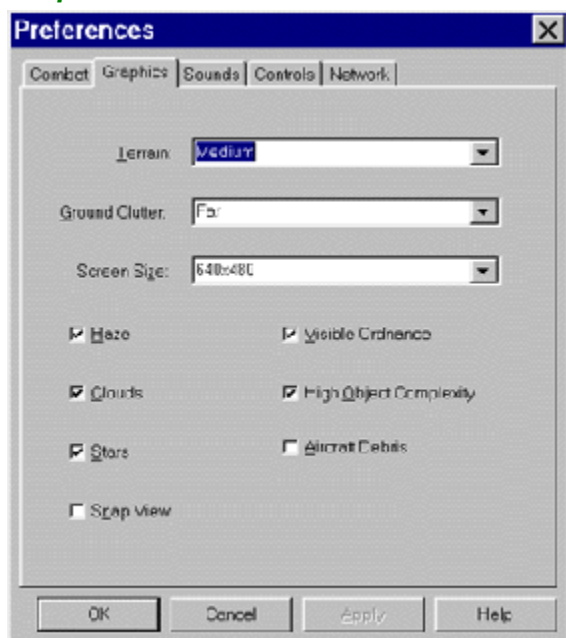 Preferences
Combat Graphics Sounds Controls Network
Terrain: Medium
Ground Clutter: Far
Screen Size: 640x480
Haze Visible Ordnance
Clouds High Object Complexity
Stars Aircraft Debris
Snap View
OK Cancel Apply Help